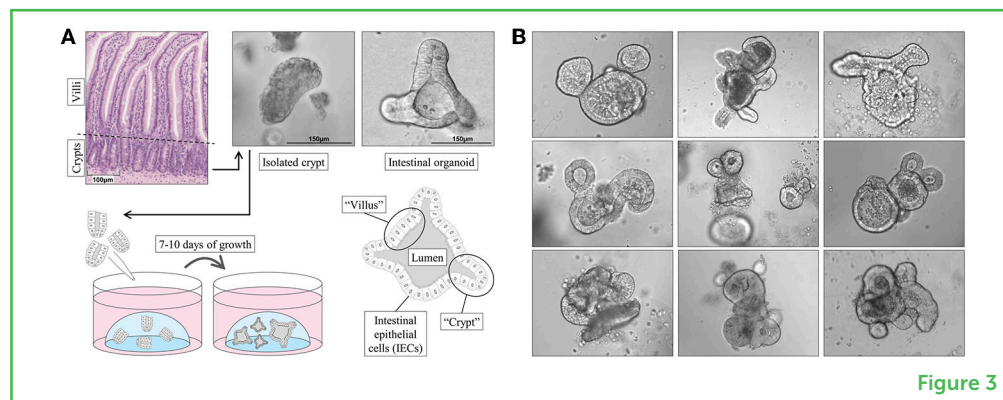 A
Villi
Crypts
100µm
150µm
150µm
Isolated crypt
Intestinal organoid
7-10 days of growth
"Villus"
Lumen
Intestinal
epithelial
cells (IECs)
"Crypt"
B
Figure 3